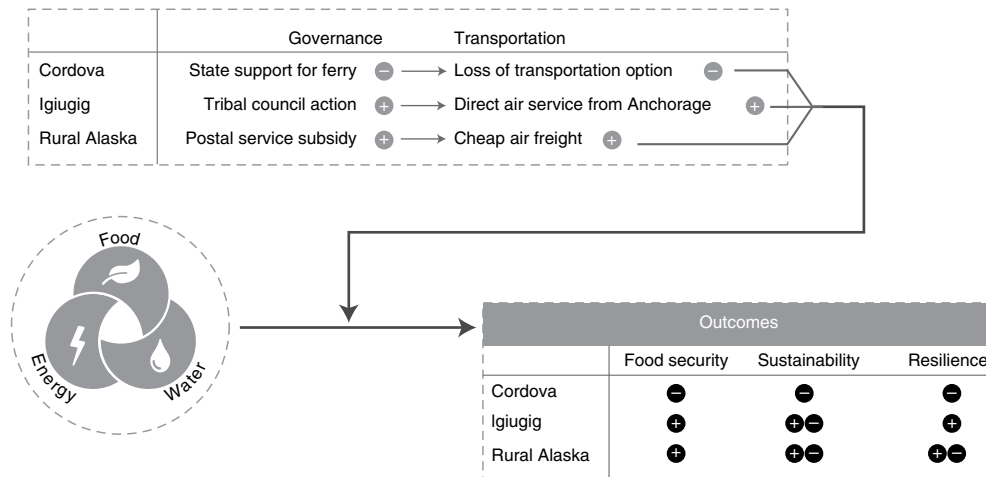 Governance Transportation
Cordova State support for ferry − → Loss of transportation option −
Igiugig Tribal council action + → Direct air service from Anchorage +
Rural Alaska Postal service subsidy + → Cheap air freight +
Food
Energy
Water
Outcomes
Food security Sustainability Resilience
Cordova − − −
Igiugig + +− +
Rural Alaska + +− +−